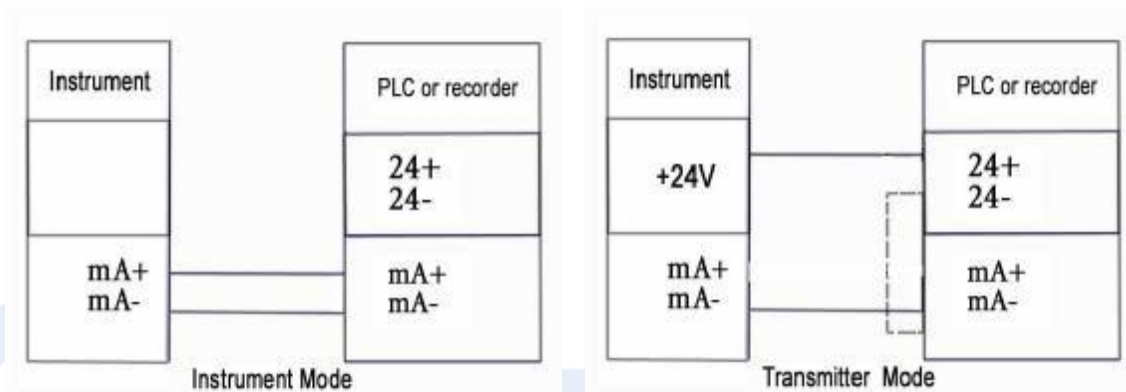 Instrument
PLC or recorder
24+
24-
mA+
mA-
mA+
mA-
Instrument Mode
Instrument
PLC or recorder
+24V
24+
24-
mA+
mA-
mA+
mA-
Transmitter Mode